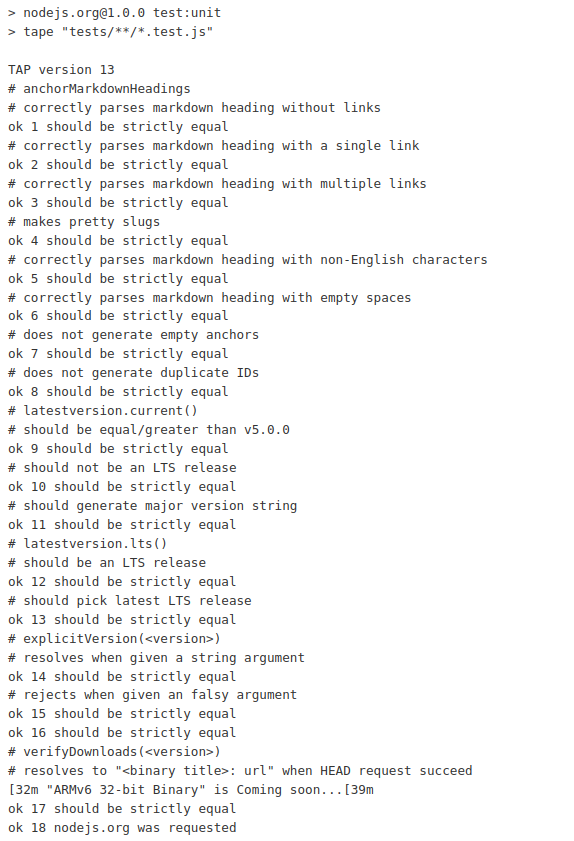 > nodejs.org@1.0.0 test:unit
> tape "tests/**/*.test.js"

TAP version 13
# anchorMarkdownHeadings
# correctly parses markdown heading without links
ok 1 should be strictly equal
# correctly parses markdown heading with a single link
ok 2 should be strictly equal
# correctly parses markdown heading with multiple links
ok 3 should be strictly equal
# makes pretty slugs
ok 4 should be strictly equal
# correctly parses markdown heading with non-English characters
ok 5 should be strictly equal
# correctly parses markdown heading with empty spaces
ok 6 should be strictly equal
# does not generate empty anchors
ok 7 should be strictly equal
# does not generate duplicate IDs
ok 8 should be strictly equal
# latestversion.current()
# should be equal/greater than v5.0.0
ok 9 should be strictly equal
# should not be an LTS release
ok 10 should be strictly equal
# should generate major version string
ok 11 should be strictly equal
# latestversion.lts()
# should be an LTS release
ok 12 should be strictly equal
# should pick latest LTS release
ok 13 should be strictly equal
# explicitVersion(<version>)
# resolves when given a string argument
ok 14 should be strictly equal
# rejects when given an falsy argument
ok 15 should be strictly equal
ok 16 should be strictly equal
# verifyDownloads(<version>)
# resolves to "<binary title>: url" when HEAD request succeed
[32m "ARMv6 32-bit Binary" is Coming soon...[39m
ok 17 should be strictly equal
ok 18 nodejs.org was requested